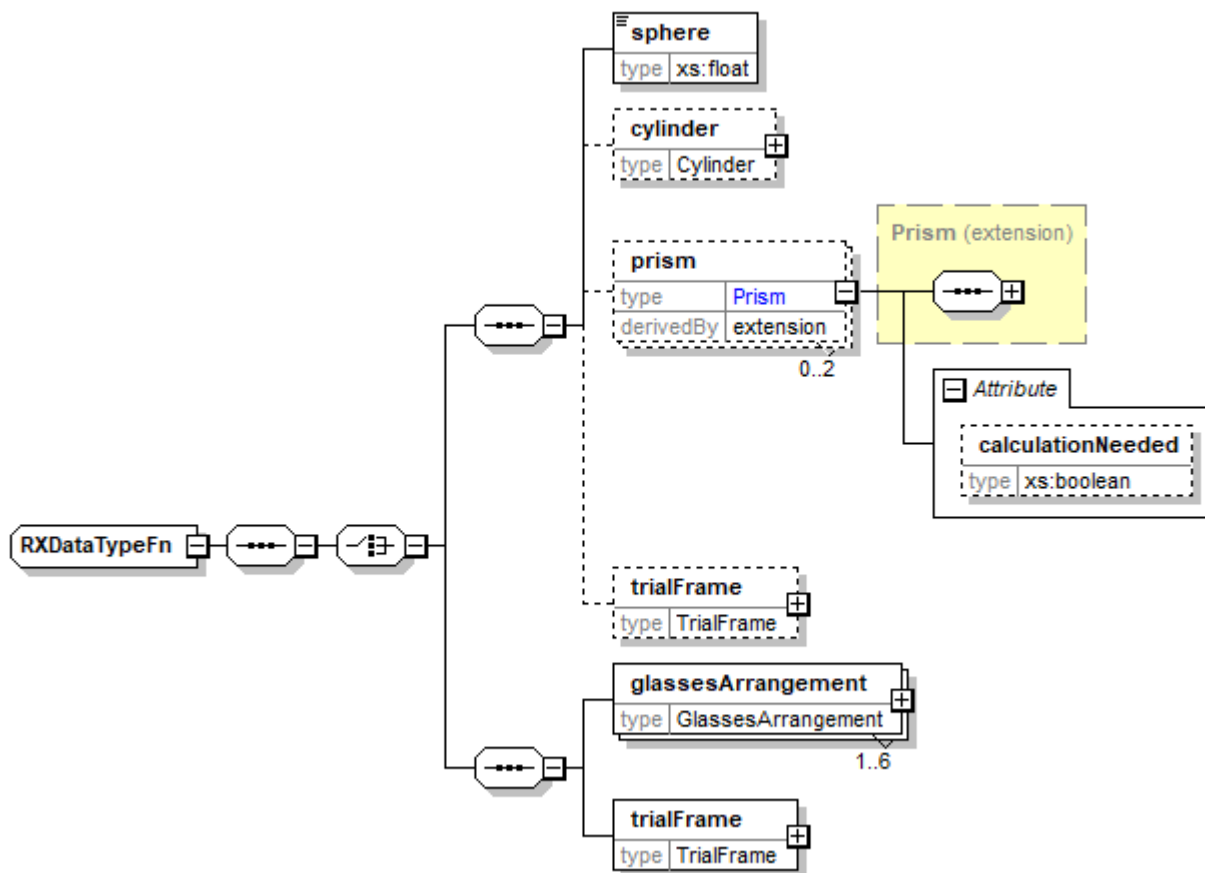 sphere
type xs:float
cylinder
type Cylinder
Prism (extension)
prism
type Prism
derivedBy extension
0..2
Attribute
calculationNeeded
type xs:boolean
RXDataTypeFn
trialFrame
type TrialFrame
glassesArrangement
type GlassesArrangement
1..6
trialFrame
type TrialFrame